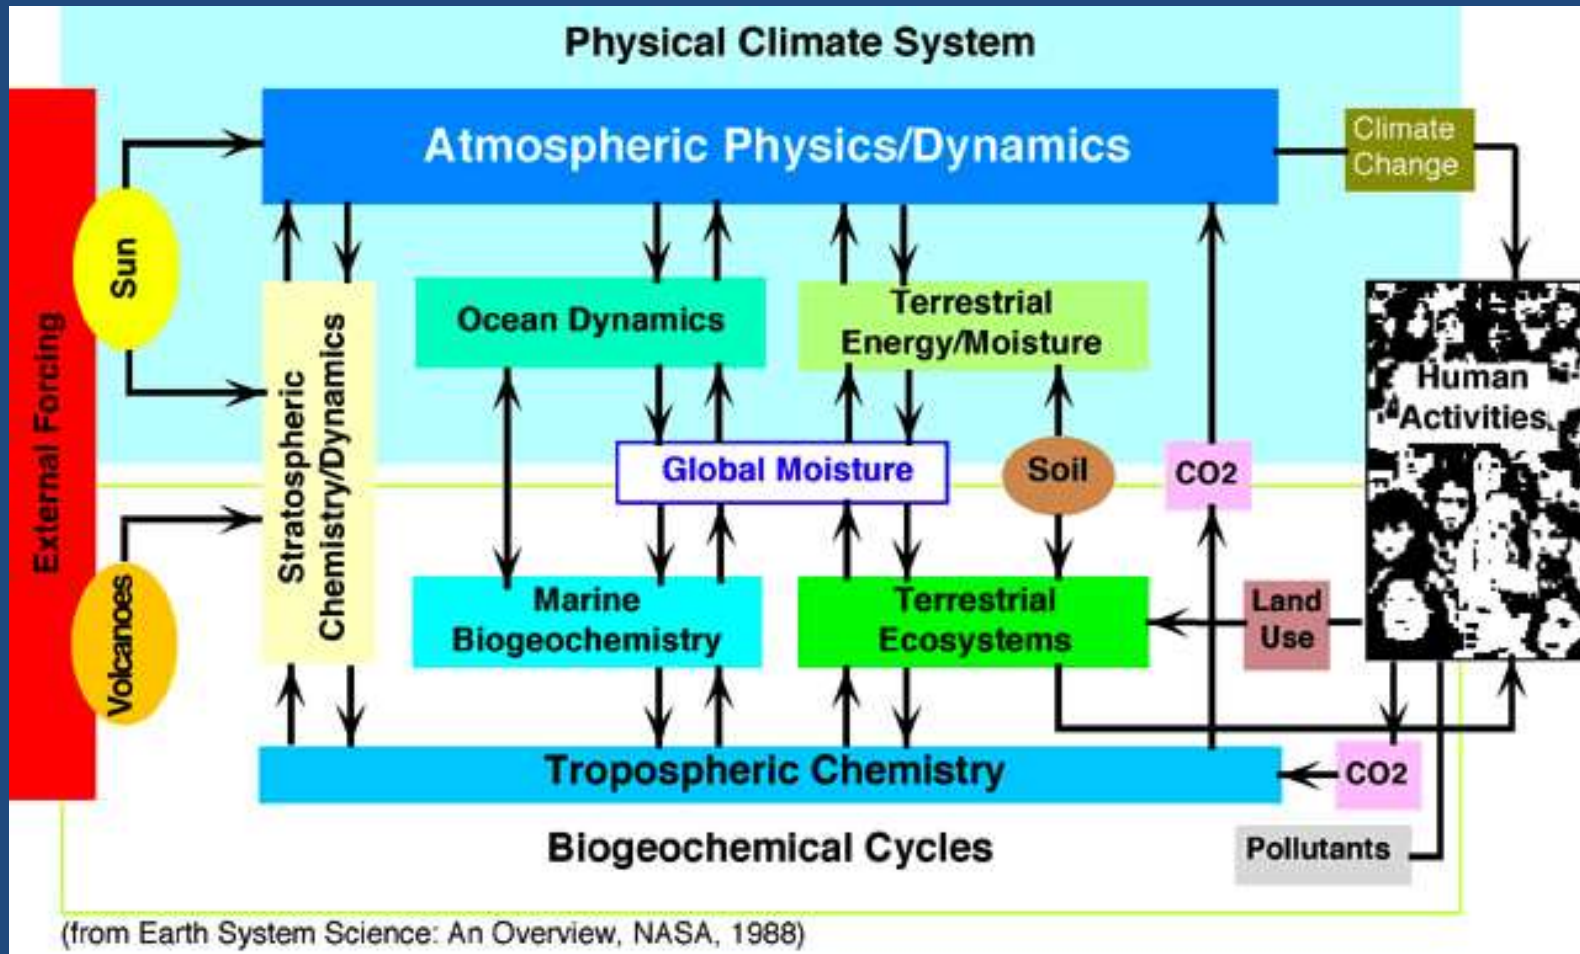 Physical Climate System
Atmospheric Physics/Dynamics
Climate
Change
External Forcing
Sun
Volcanoes
Stratospheric
Chemistry/Dynamics
Ocean Dynamics
Terrestrial
Energy/Moisture
Human
Activities
Global Moisture
Soil
CO2
Marine
Biogeochemistry
Terrestrial
Ecosystems
Land
Use
Tropospheric Chemistry
CO2
Biogeochemical Cycles
Pollutants
(from Earth System Science: An Overview, NASA, 1988)